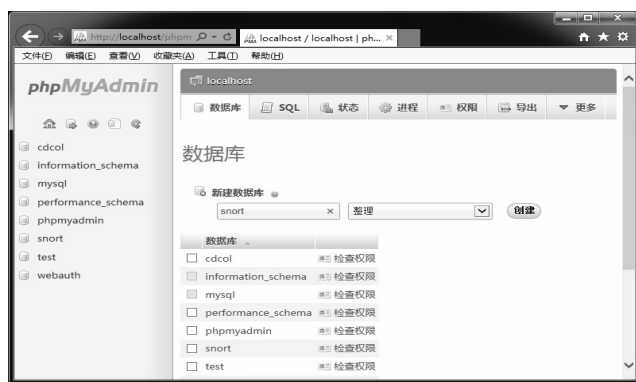 http://localhost/phpm
localhost / localhost | ph...
文件(F) 编辑(E) 查看(V) 收藏夹(A) 工具(T) 帮助(H)
phpMyAdmin
cdcol
information_schema
mysql
performance_schema
phpmyadmin
snort
test
webauth
localhost
数据库 SQL 状态 进程 权限 导出 更多
数据库
新建数据库
snort × 整理 创建
数据库
cdcol 检查权限
information_schema 检查权限
mysql 检查权限
performance_schema 检查权限
phpmyadmin 检查权限
snort 检查权限
test 检查权限